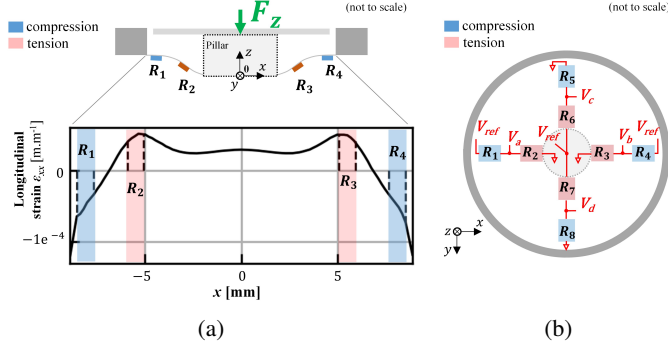 compression
tension
F_z
(not to scale)
Pillar
z
0
y
x
R_1
R_2
R_3
R_4
Longitudinal
strain ε_xx [m.m⁻¹]
0
−1e⁻⁴
R_1
R_2
R_3
R_4
−5
0
5
x [mm]
(a)
(not to scale)
compression
tension
R_5
V_c
R_6
V_ref
V_a
V_ref
V_b
V_ref
R_1
R_2
R_3
R_4
R_7
V_d
R_8
z
x
y
(b)